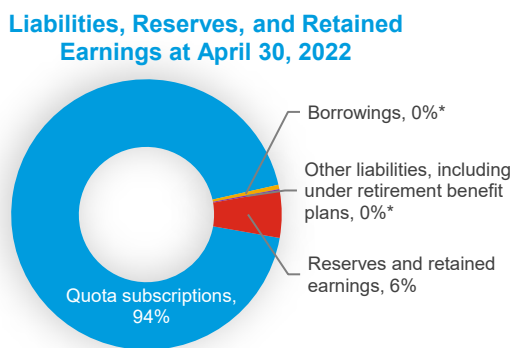 Liabilities, Reserves, and Retained
Earnings at April 30, 2022
Borrowings, 0%*
Other liabilities, including
under retirement benefit
plans, 0%*
Reserves and retained
earnings, 6%
Quota subscriptions,
94%